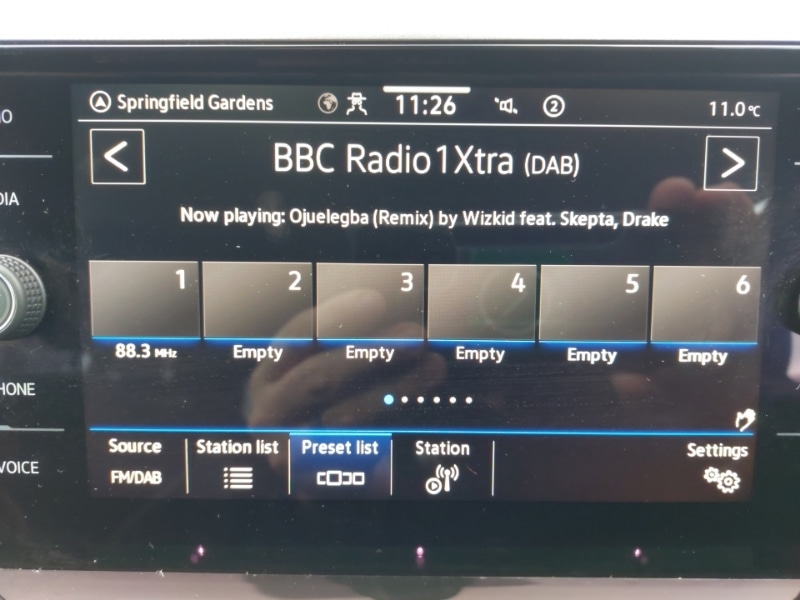 Springfield Gardens 11:26 2 11.0°C
< BBC Radio1Xtra (DAB) >
DIA
Now playing: Ojuelegba (Remix) by Wizkid feat. Skepta, Drake
1 2 3 4 5 6
88.3 MHz Empty Empty Empty Empty Empty
HONE
Source Station list Preset list Station Settings
FM/DAB
VOICE